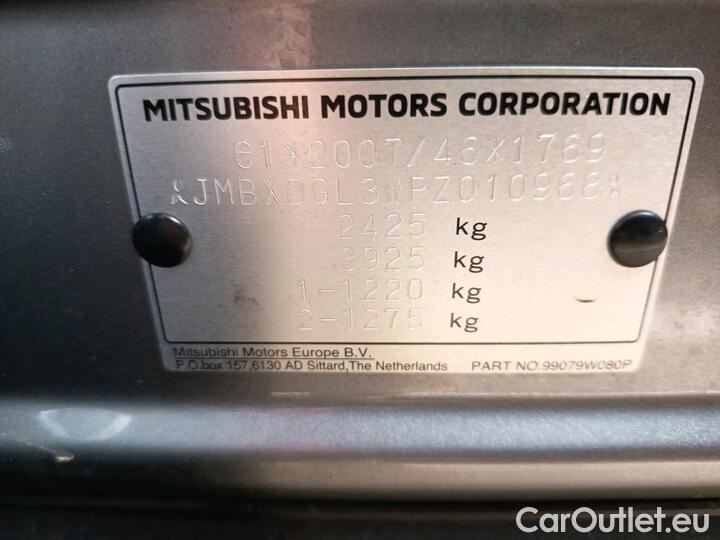 MITSUBISHI MOTORS CORPORATION
e1*2007/46*1769
*JMBXDGL3WPZ010968*
2425 kg
3925 kg
1-1220 kg
2-1275 kg
Mitsubishi Motors Europe B.V.
P.O.box 157,6130 AD Sittard,The Netherlands PART NO.99079W080P
CarOutlet.eu